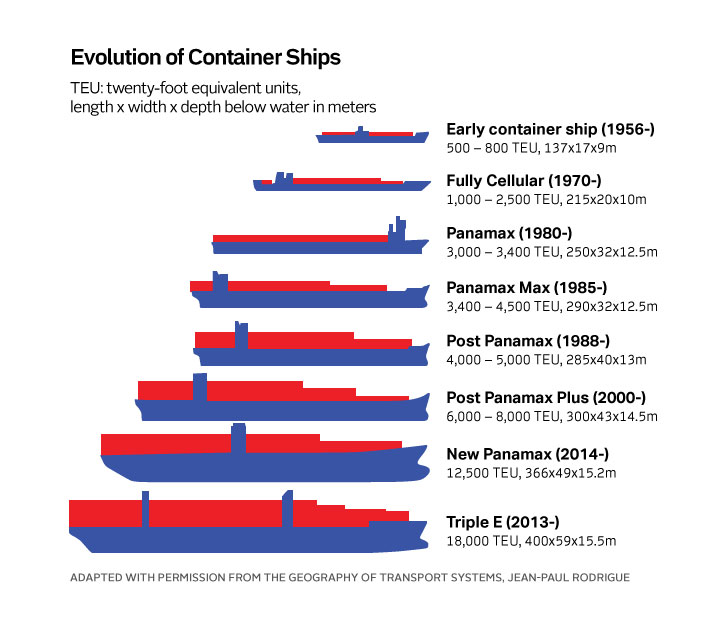 Evolution of Container Ships
TEU: twenty-foot equivalent units,
length x width x depth below water in meters
Early container ship (1956-)
500 – 800 TEU, 137x17x9m
Fully Cellular (1970-)
1,000 – 2,500 TEU, 215x20x10m
Panamax (1980-)
3,000 – 3,400 TEU, 250x32x12.5m
Panamax Max (1985-)
3,400 – 4,500 TEU, 290x32x12.5m
Post Panamax (1988-)
4,000 – 5,000 TEU, 285x40x13m
Post Panamax Plus (2000-)
6,000 – 8,000 TEU, 300x43x14.5m
New Panamax (2014-)
12,500 TEU, 366x49x15.2m
Triple E (2013-)
18,000 TEU, 400x59x15.5m
ADAPTED WITH PERMISSION FROM THE GEOGRAPHY OF TRANSPORT SYSTEMS, JEAN-PAUL RODRIGUE